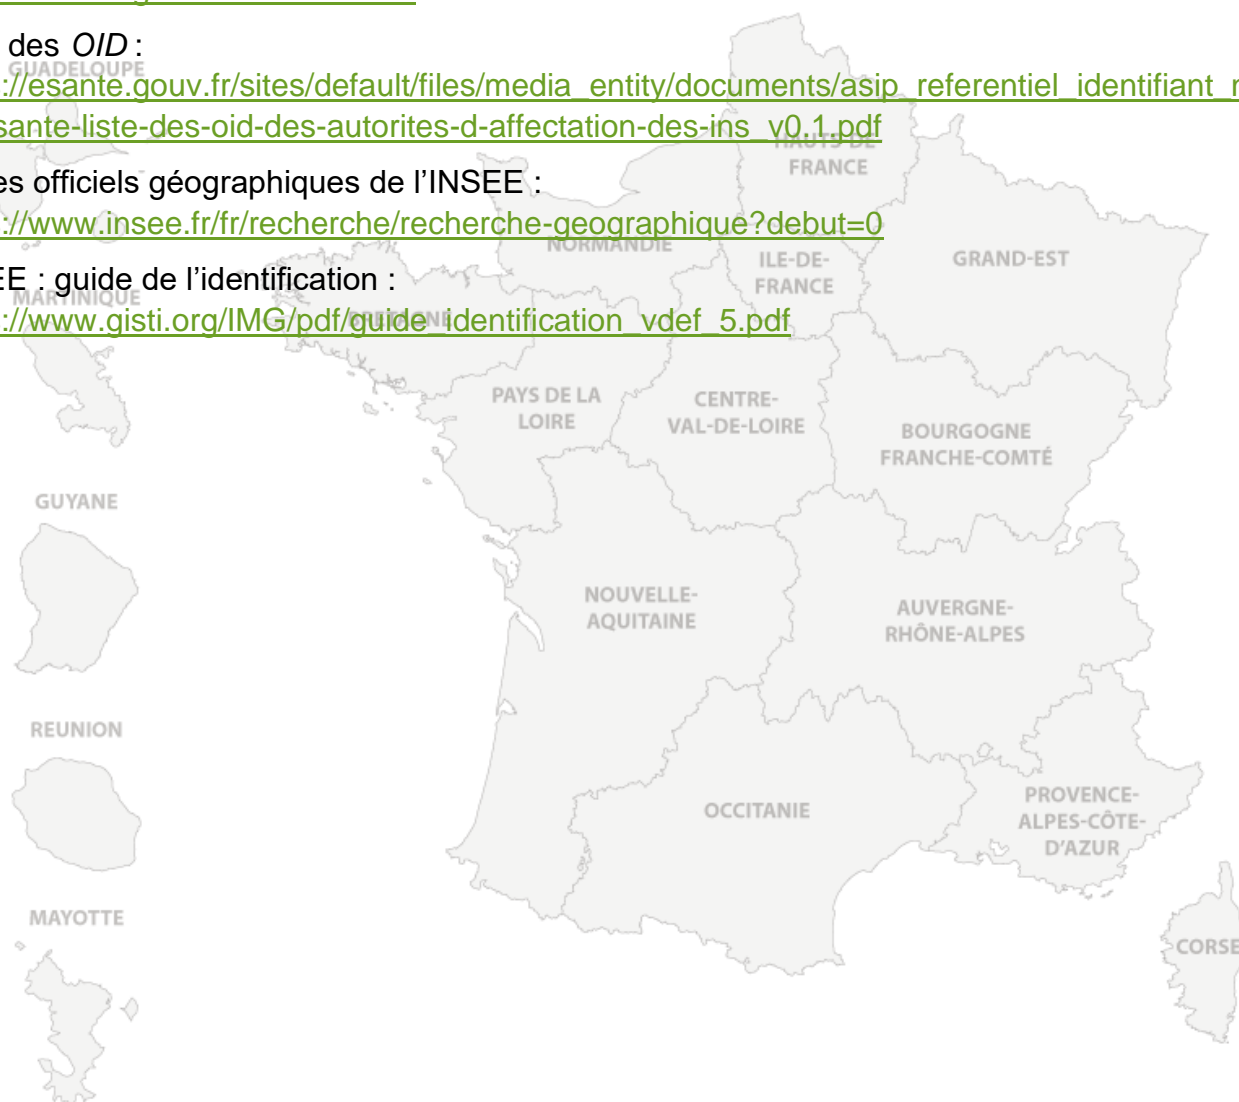 des OID :
://esante.gouv.fr/sites/default/files/media_entity/documents/asip_referentiel_identifiant_
sante-liste-des-oid-des-autorites-d-affectation-des-ins_v0.1.pdf
es officiels géographiques de l’INSEE :
://www.insee.fr/fr/recherche/recherche-geographique?debut=0
EE : guide de l’identification :
://www.gisti.org/IMG/pdf/guide_identification_vdef_5.pdf
GUADELOUPE
HAUTS-DE
FRANCE
NORMANDIE
ILE-DE-
FRANCE
GRAND-EST
MARTINIQUE
BRETAGNE
PAYS DE LA
LOIRE
CENTRE-
VAL-DE-LOIRE
BOURGOGNE
FRANCHE-COMTÉ
GUYANE
NOUVELLE-
AQUITAINE
AUVERGNE-
RHÔNE-ALPES
REUNION
OCCITANIE
PROVENCE-
ALPES-CÔTE-
D’AZUR
MAYOTTE
CORSE